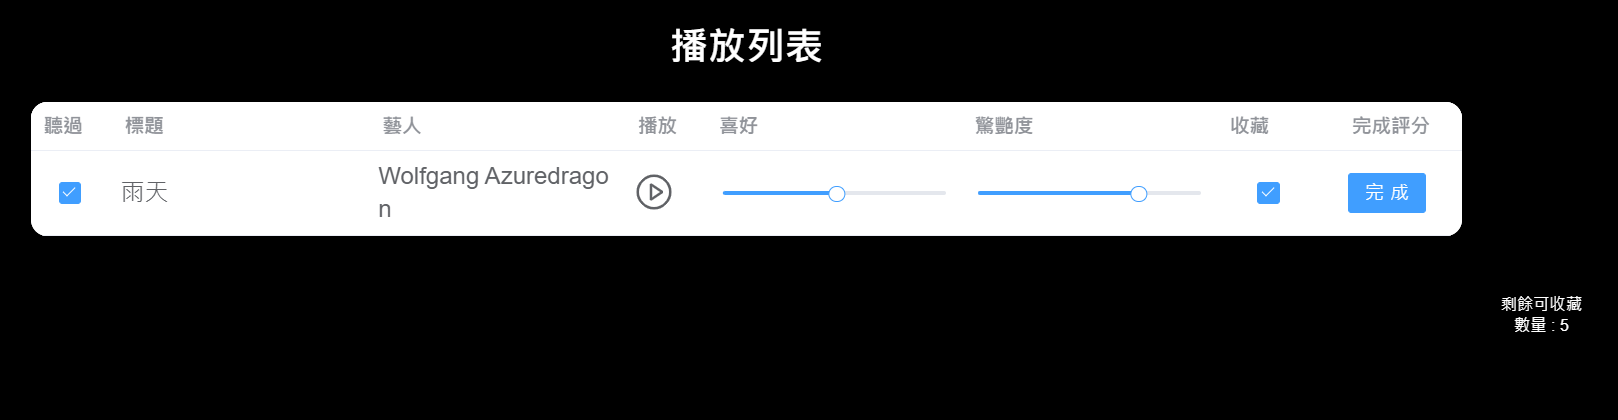 播放列表
聽過 標題 藝人 播放 喜好 驚艷度 收藏 完成評分
雨天 Wolfgang Azuredrago 完成
n
剩餘可收藏
數量 : 5